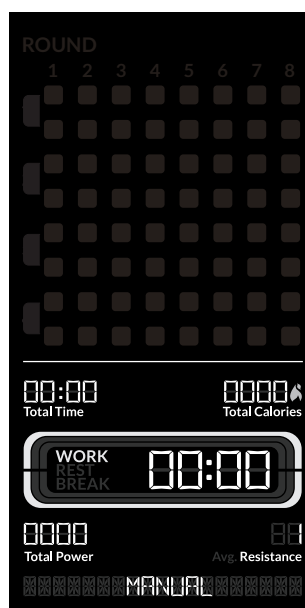 ROUND
1 2 3 4 5 6 7 8
00:00 0000
Total Time Total Calories
WORK
REST
BREAK
00:00
0000 1
Total Power Avg. Resistance
MANUAL